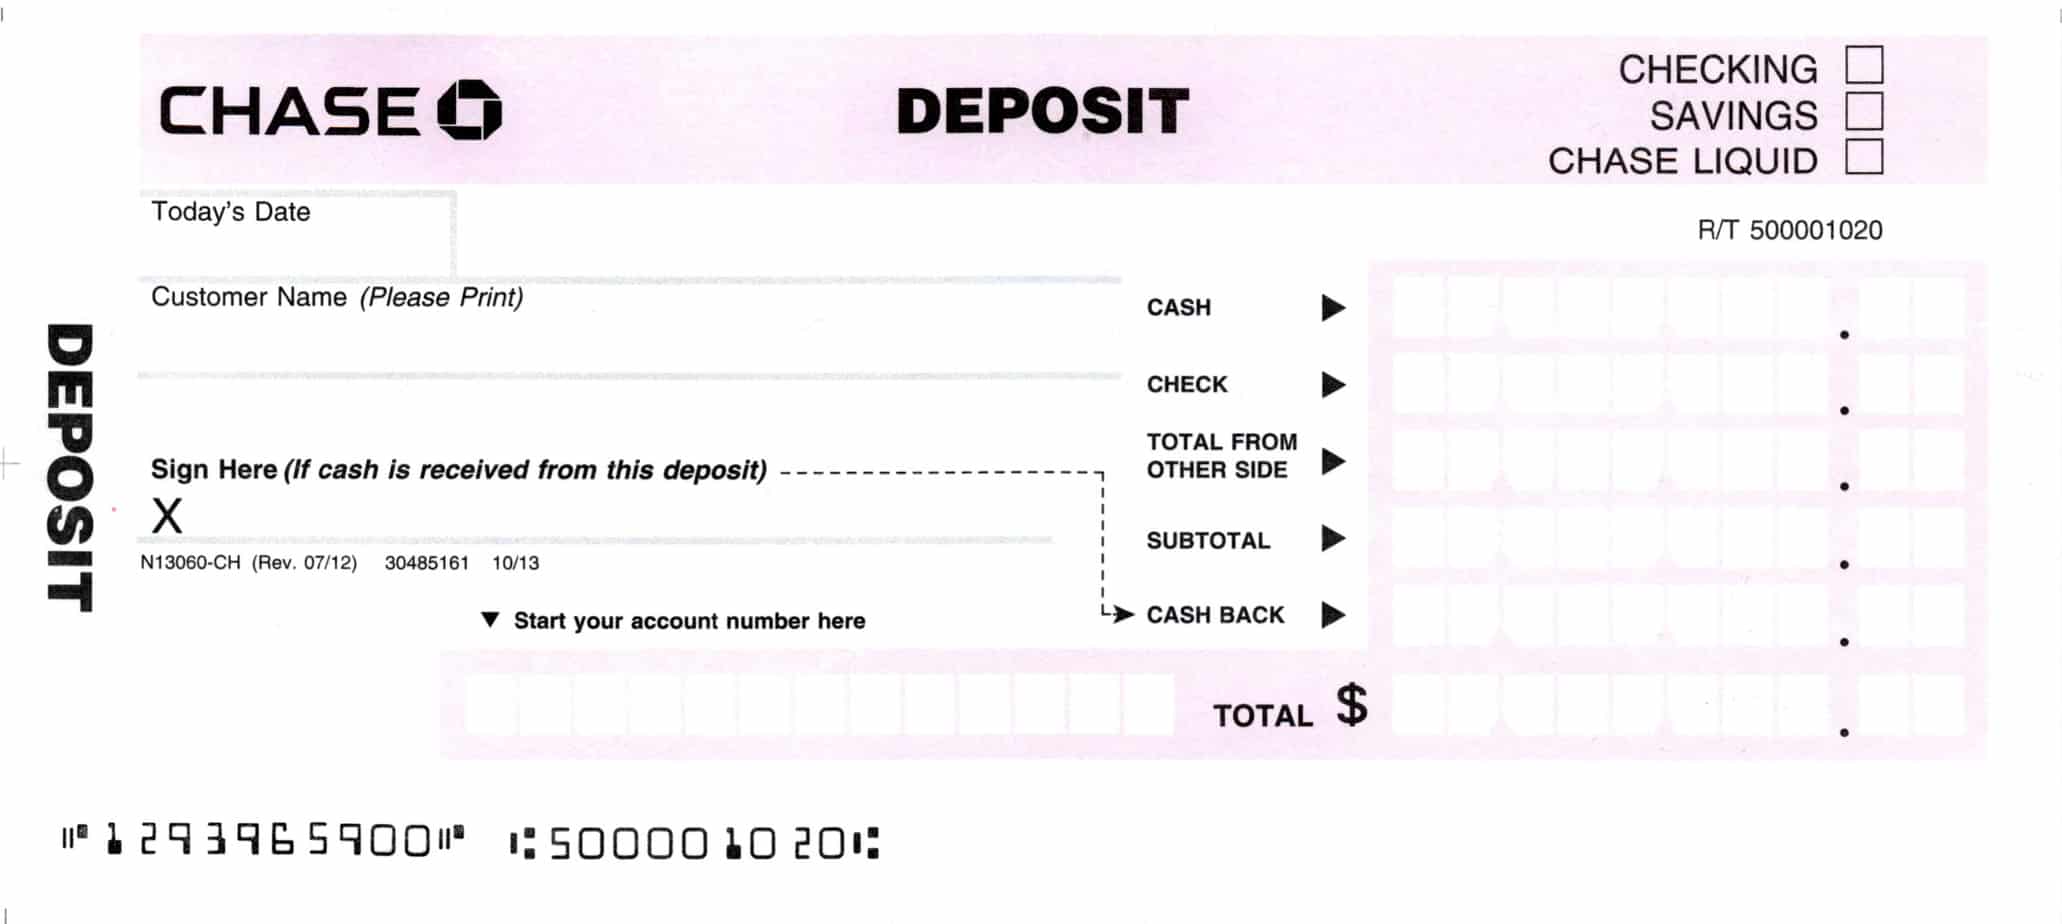 CHASE
DEPOSIT
CHECKING
SAVINGS
CHASE LIQUID
Today's Date
R/T 500001020
Customer Name (Please Print)
CASH
CHECK
DEPOSIT
TOTAL FROM
OTHER SIDE
Sign Here (If cash is received from this deposit)
X
SUBTOTAL
N13060-CH (Rev. 07/12) 30485161 10/13
CASH BACK
▼ Start your account number here
TOTAL $
⑈1293965900⑈ ⑆500001020⑆